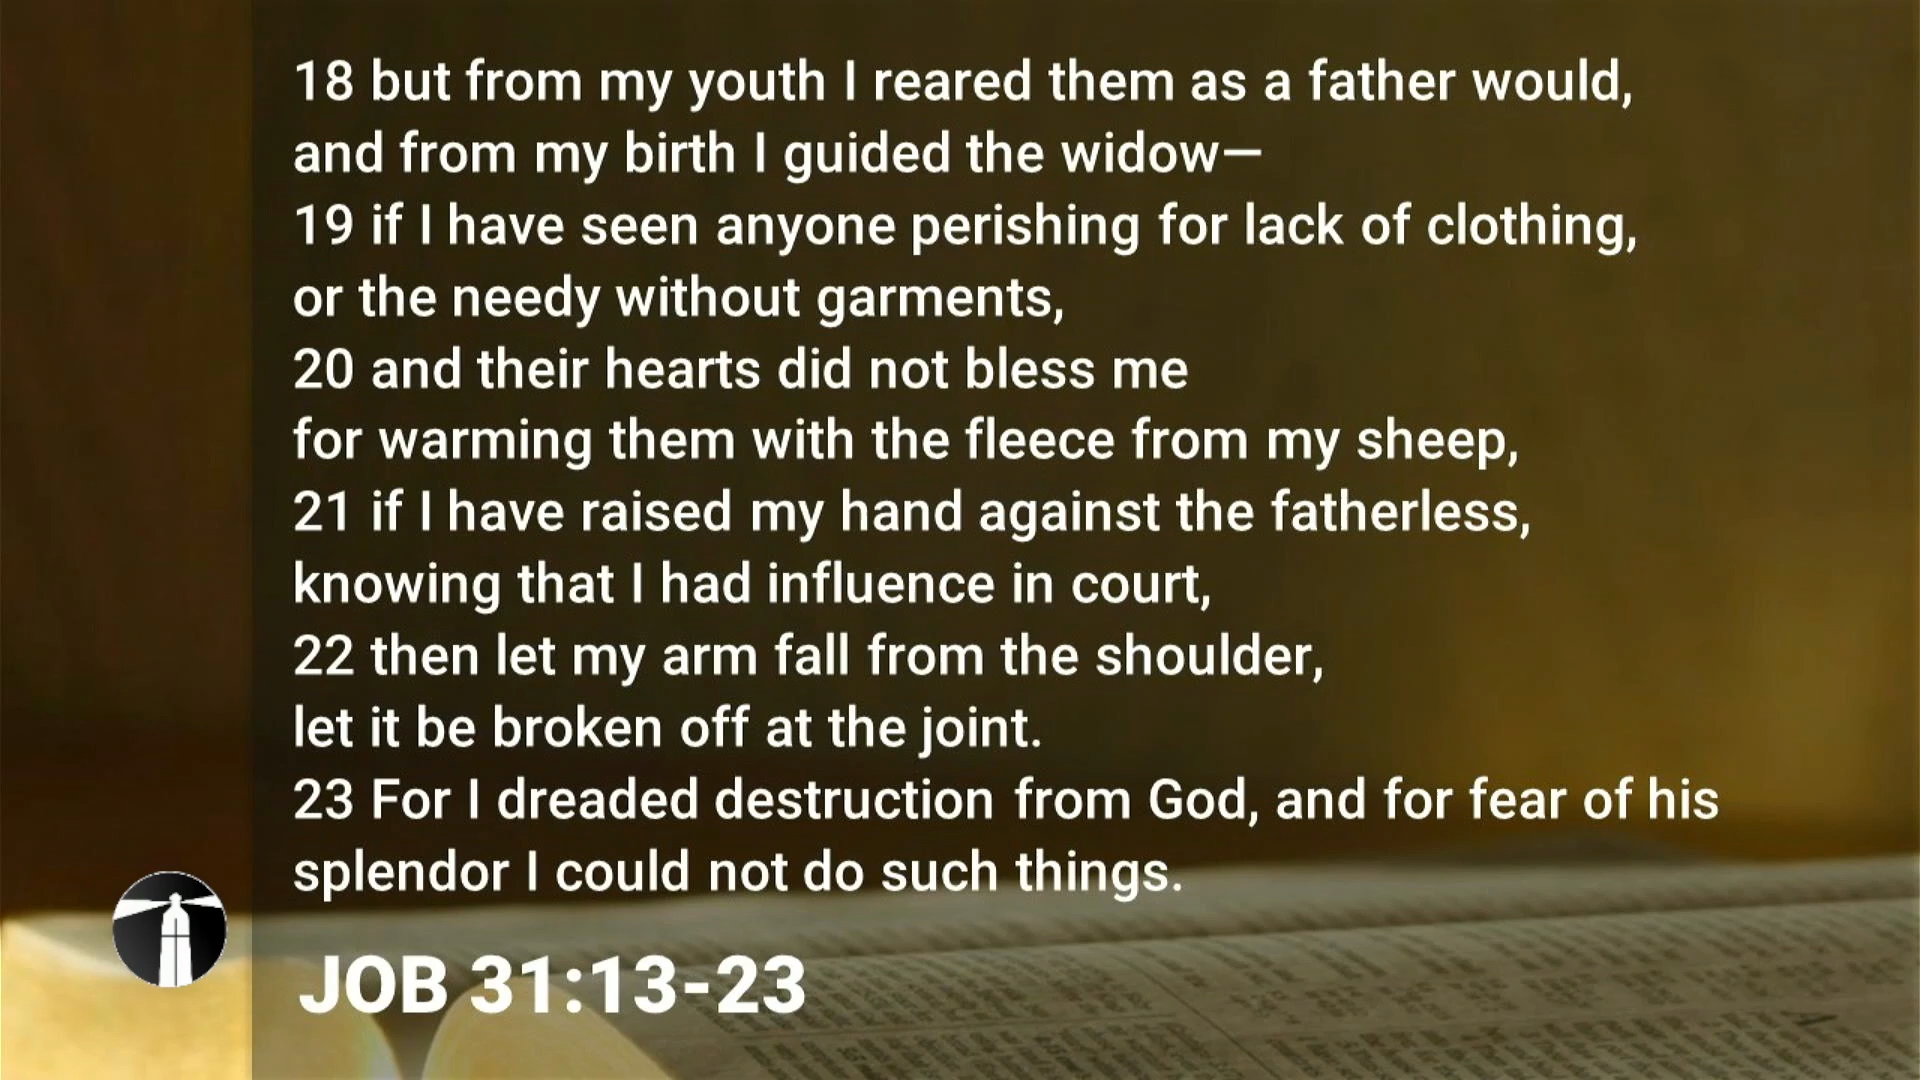 18 but from my youth I reared them as a father would,
and from my birth I guided the widow—
19 if I have seen anyone perishing for lack of clothing,
or the needy without garments,
20 and their hearts did not bless me
for warming them with the fleece from my sheep,
21 if I have raised my hand against the fatherless,
knowing that I had influence in court,
22 then let my arm fall from the shoulder,
let it be broken off at the joint.
23 For I dreaded destruction from God, and for fear of his
splendor I could not do such things.
JOB 31:13-23